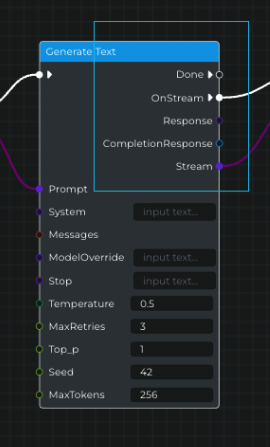 Generate Text
Done
OnStream
Response
CompletionResponse
Stream
Prompt
System input text...
Messages
ModelOverride input text...
Stop input text...
Temperature 0.5
MaxRetries 3
Top_p 1
Seed 42
MaxTokens 256